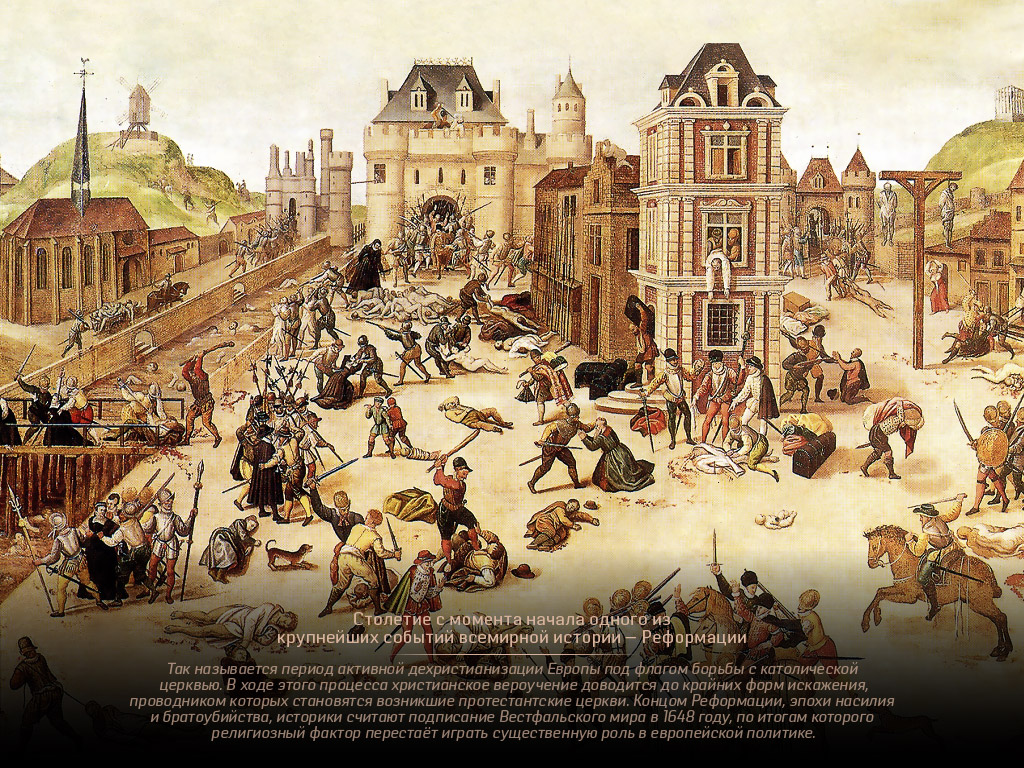 Столетие с момента начала одного из
крупнейших событий всемирной истории – Реформации
Так называется период активной дехристианизации Европы под флагом борьбы с католической
церквью. В ходе этого процесса христианское вероучение доводится до крайних форм искажения,
проводником которых становятся возникшие протестантские церкви. Концом Реформации, эпохи насилия
и братоубийства, историки считают подписание Вестфальского мира в 1648 году, по итогам которого
религиозный фактор перестаёт играть существенную роль в европейской политике.